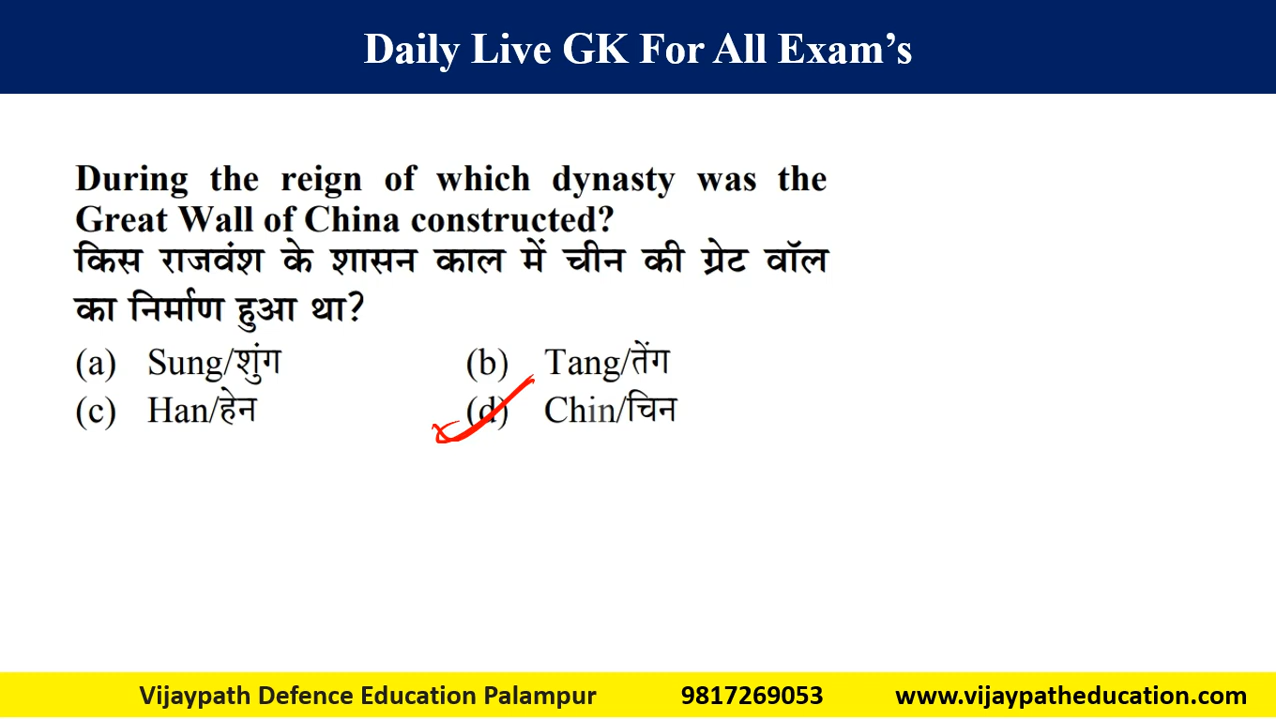 Daily Live GK For All Exam's
During the reign of which dynasty was the
Great Wall of China constructed?
किस राजवंश के शासन काल में चीन की ग्रेट वॉल
का निर्माण हुआ था?
(a) Sung/शुंग (b) Tang/तेंग
(c) Han/हेन (d) Chin/चिन
Vijaypath Defence Education Palampur 9817269053 www.vijaypatheducation.com